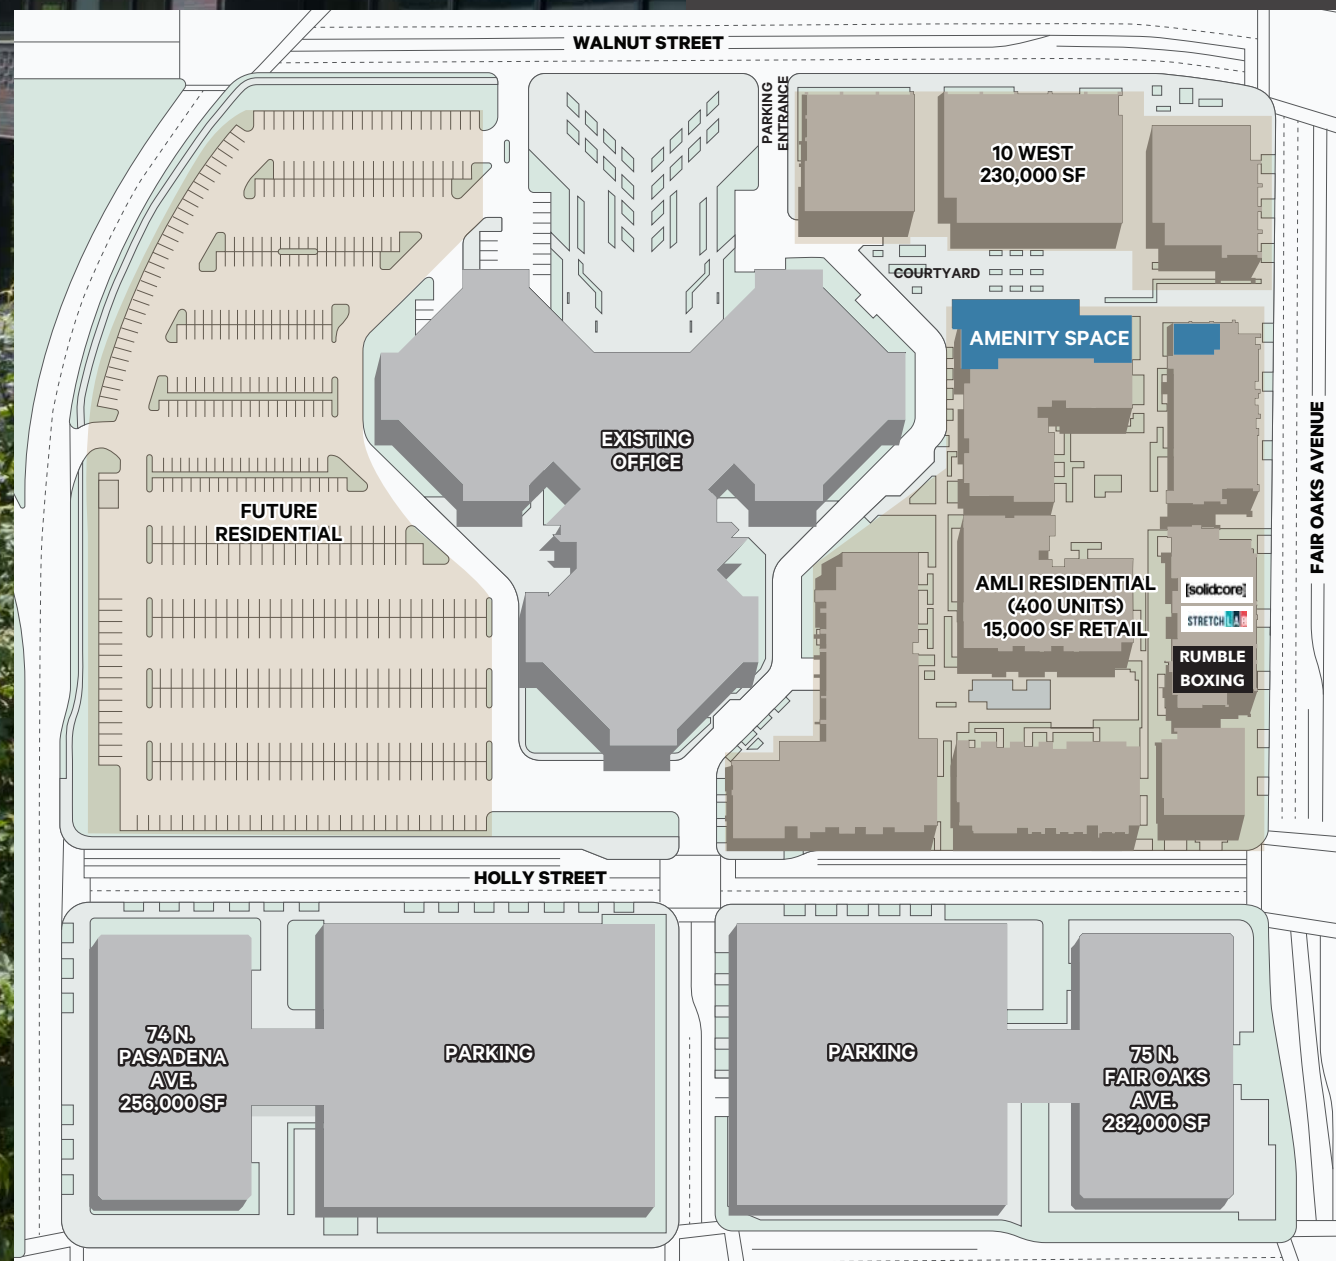 WALNUT STREET
PARKING
ENTRANCE
10 WEST
230,000 SF
COURTYARD
AMENITY SPACE
FAIR OAKS AVENUE
EXISTING
OFFICE
FUTURE
RESIDENTIAL
AMLI RESIDENTIAL
(400 UNITS)
15,000 SF RETAIL
[solidcore]
STRETCH LAB
RUMBLE
BOXING
HOLLY STREET
74 N.
PASADENA
AVE.
256,000 SF
PARKING
PARKING
75 N.
FAIR OAKS
AVE.
282,000 SF